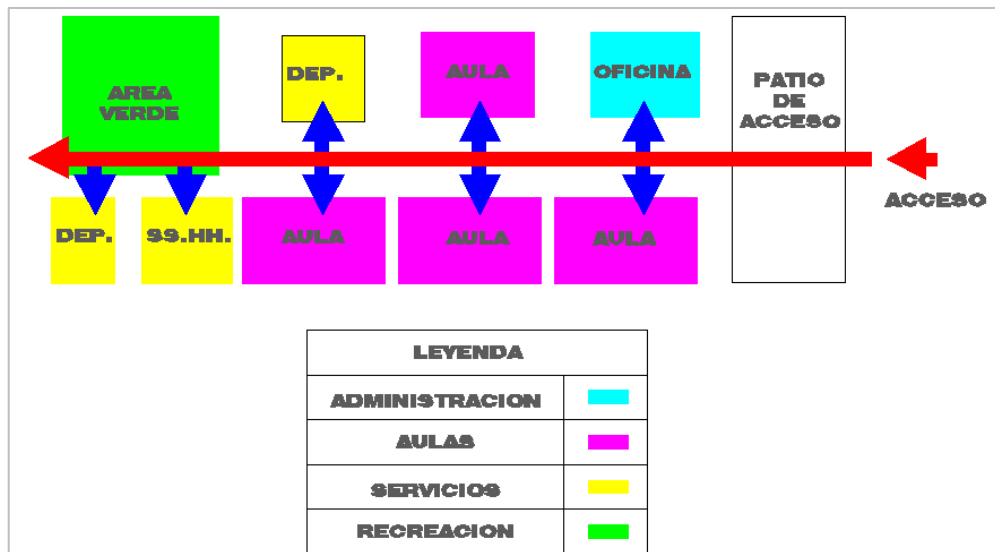 AREA
VERDE
DEP.
AULA
OFICINA
PATIO
DE
ACCESO
ACCESO
DEP.
SS.HH.
AULA
AULA
AULA
LEYENDA
ADMINISTRACION
AULAS
SERVICIOS
RECREACION